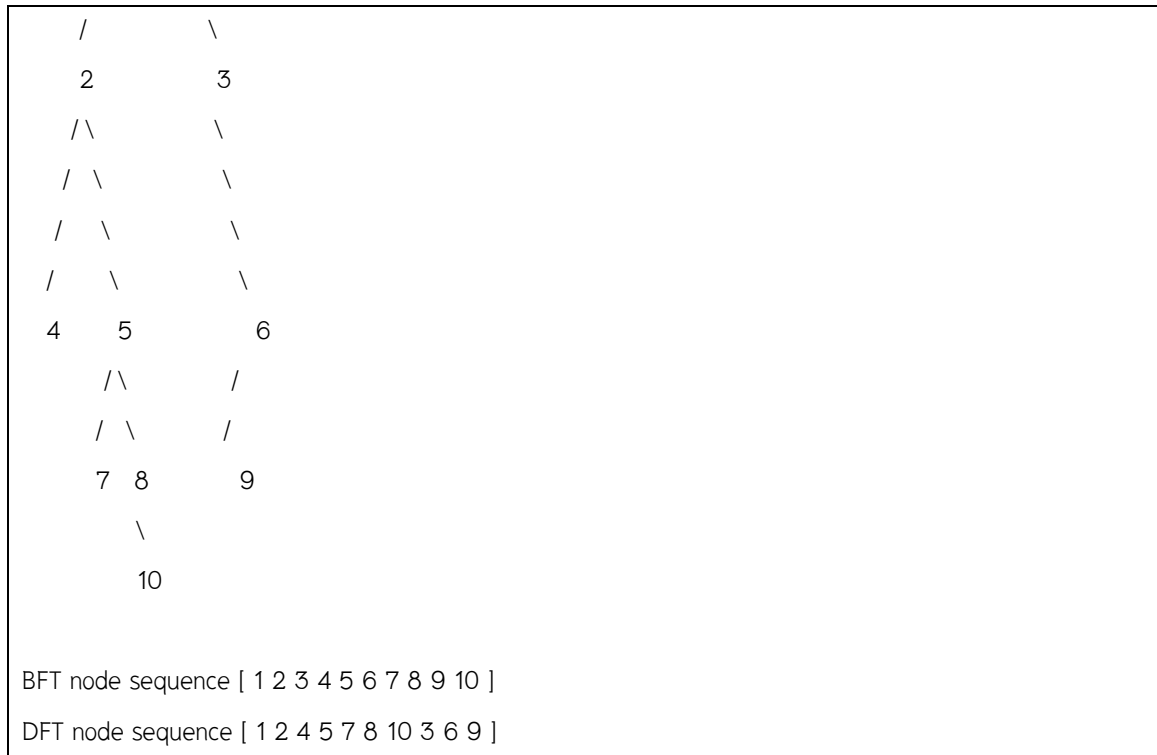 / \
2 3
/ \ \
/ \ \
/ \ \
/ \ \
4 5 6
/ \ /
/ \ /
7 8 9
\
10
BFT node sequence [ 1 2 3 4 5 6 7 8 9 10 ]
DFT node sequence [ 1 2 4 5 7 8 10 3 6 9 ]